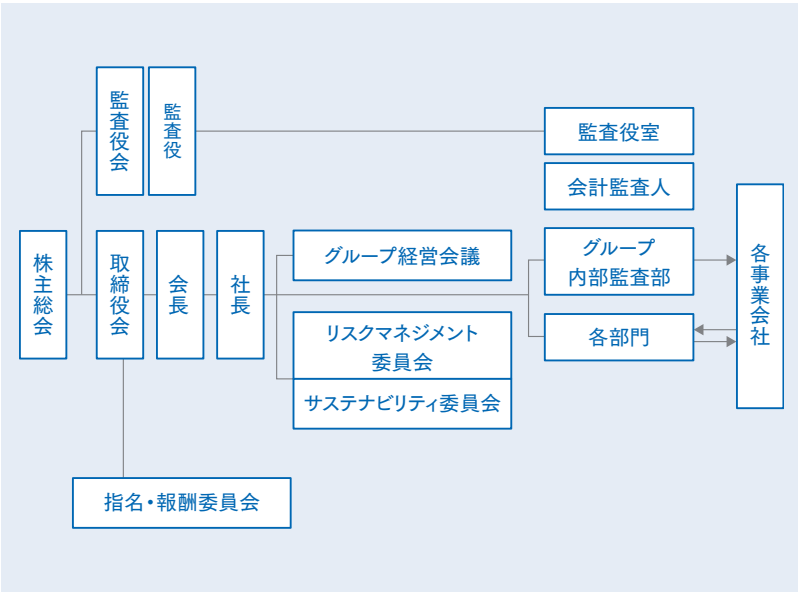 監査役会
監査役
監査役室
会計監査人
株主総会
取締役会
会長
社長
グループ経営会議
リスクマネジメント
委員会
サステナビリティ委員会
グループ
内部監査部
各部門
各事業会社
指名・報酬委員会